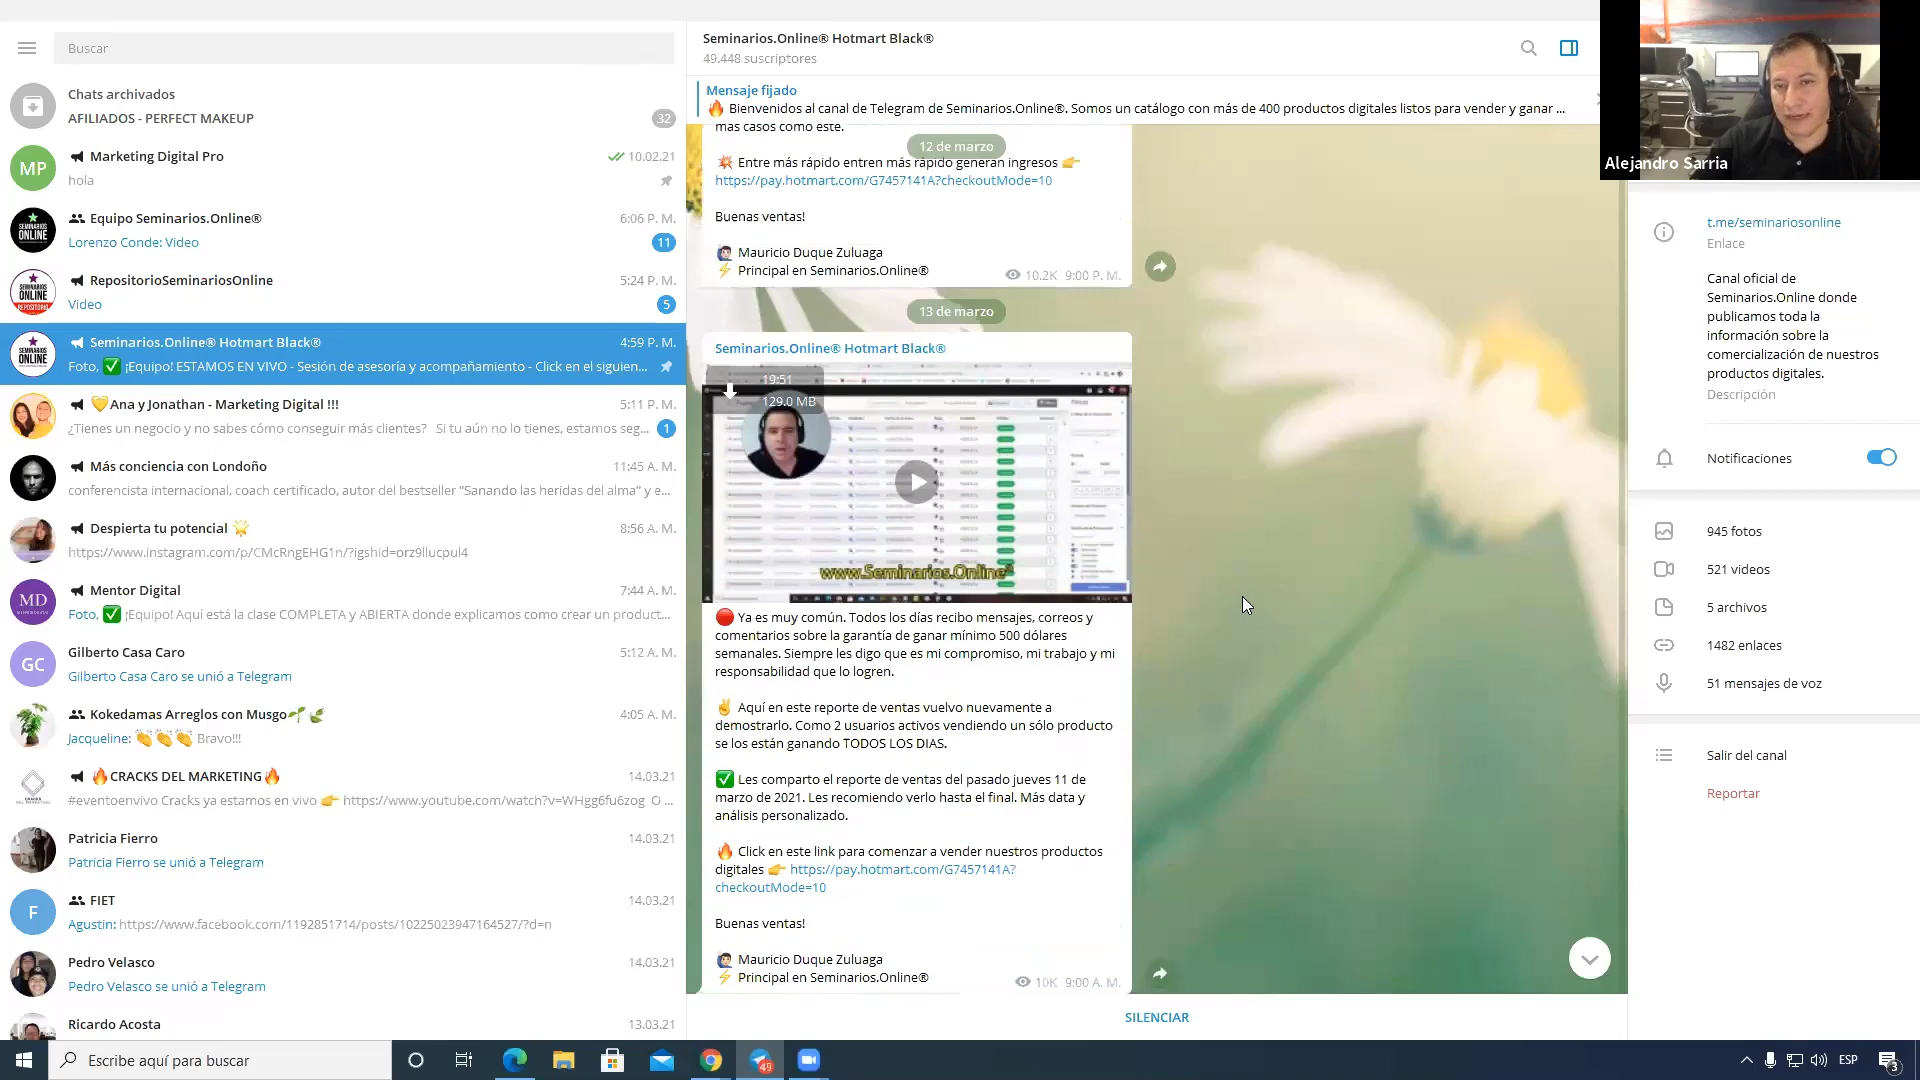 Buscar
Chats archivados
AFILIADOS - PERFECT MAKEUP
32
MP
Marketing Digital Pro
10.02.21
hola
SEMINARIOS ONLINE
Equipo Seminarios.Online®
6:06 P. M.
Lorenzo Conde: Video
11
SEMINARIOS ONLINE REPOSITORIO
RepositorioSeminariosOnline
5:24 P. M.
Video
5
SEMINARIOS ONLINE
Seminarios.Online® Hotmart Black®
4:59 P. M.
Foto, ✅ ¡Equipo! ESTAMOS EN VIVO - Sesión de asesoría y acompañamiento - Click en el siguien...
💛Ana y Jonathan - Marketing Digital !!!
5:11 P. M.
¿Tienes un negocio y no sabes cómo conseguir más clientes? Si tu aún no lo tienes, estamos seg...
1
Más conciencia con Londoño
11:45 A. M.
conferencista internacional, coach certificado, autor del bestseller "Sanando las heridas del alma" y e...
Despierta tu potencial 🌟
8:56 A. M.
https://www.instagram.com/p/CMcRngEHG1n/?igshid=orz9llucpul4
MD
Mentor Digital
7:44 A. M.
Foto, ✅ ¡Equipo! Aquí está la clase COMPLETA y ABIERTA donde explicamos como crear un product...
GC
Gilberto Casa Caro
5:12 A. M.
Gilberto Casa Caro se unió a Telegram
Kokedamas Arreglos con Musgo🌱🍃
4:05 A. M.
Jacqueline: 👏👏👏 Bravo!!!
🔥CRACKS DEL MARKETING🔥
14.03.21
#eventoenvivo Cracks ya estamos en vivo 👉 https://www.youtube.com/watch?v=WHgg6fu6zog O ...
Patricia Fierro
14.03.21
Patricia Fierro se unió a Telegram
F
FIET
14.03.21
Agustin: https://www.facebook.com/1192851714/posts/10225023947164527/?d=n
Pedro Velasco
14.03.21
Pedro Velasco se unió a Telegram
Ricardo Acosta
13.03.21
Seminarios.Online® Hotmart Black®
49.448 suscriptores
Mensaje fijado
🔥 Bienvenidos al canal de Telegram de Seminarios.Online®. Somos un catálogo con más de 400 productos digitales listos para vender y ganar ...
más casos como este.
12 de marzo
💥 Entre más rápido entren más rápido generan ingresos 👉
https://pay.hotmart.com/G7457141A?checkoutMode=10
Buenas ventas!
🙋🏻‍♂️ Mauricio Duque Zuluaga
⚡ Principal en Seminarios.Online®
10.2K 9:00 P. M.
13 de marzo
Seminarios.Online® Hotmart Black®
19:51
129.0 MB
www.Seminarios.Online®
🔴 Ya es muy común. Todos los días recibo mensajes, correos y
comentarios sobre la garantía de ganar mínimo 500 dólares
semanales. Siempre les digo que es mi compromiso, mi trabajo y mi
responsabilidad que lo logren.
✌️ Aquí en este reporte de ventas vuelvo nuevamente a
demostrarlo. Como 2 usuarios activos vendiendo un sólo producto
se los están ganando TODOS LOS DIAS.
✅ Les comparto el reporte de ventas del pasado jueves 11 de
marzo de 2021. Les recomiendo verlo hasta el final. Más data y
análisis personalizado.
🔥 Click en este link para comenzar a vender nuestros productos
digitales 👉 https://pay.hotmart.com/G7457141A?
checkoutMode=10
Buenas ventas!
🙋🏻‍♂️ Mauricio Duque Zuluaga
⚡ Principal en Seminarios.Online®
10K 9:00 A. M.
SILENCIAR
Alejandro Sarria
t.me/seminariosonline
Enlace
Canal oficial de
Seminarios.Online donde
publicamos toda la
información sobre la
comercialización de nuestros
productos digitales.
Descripción
Notificaciones
945 fotos
521 videos
5 archivos
1482 enlaces
51 mensajes de voz
Salir del canal
Reportar
Escribe aquí para buscar
49
ESP
3